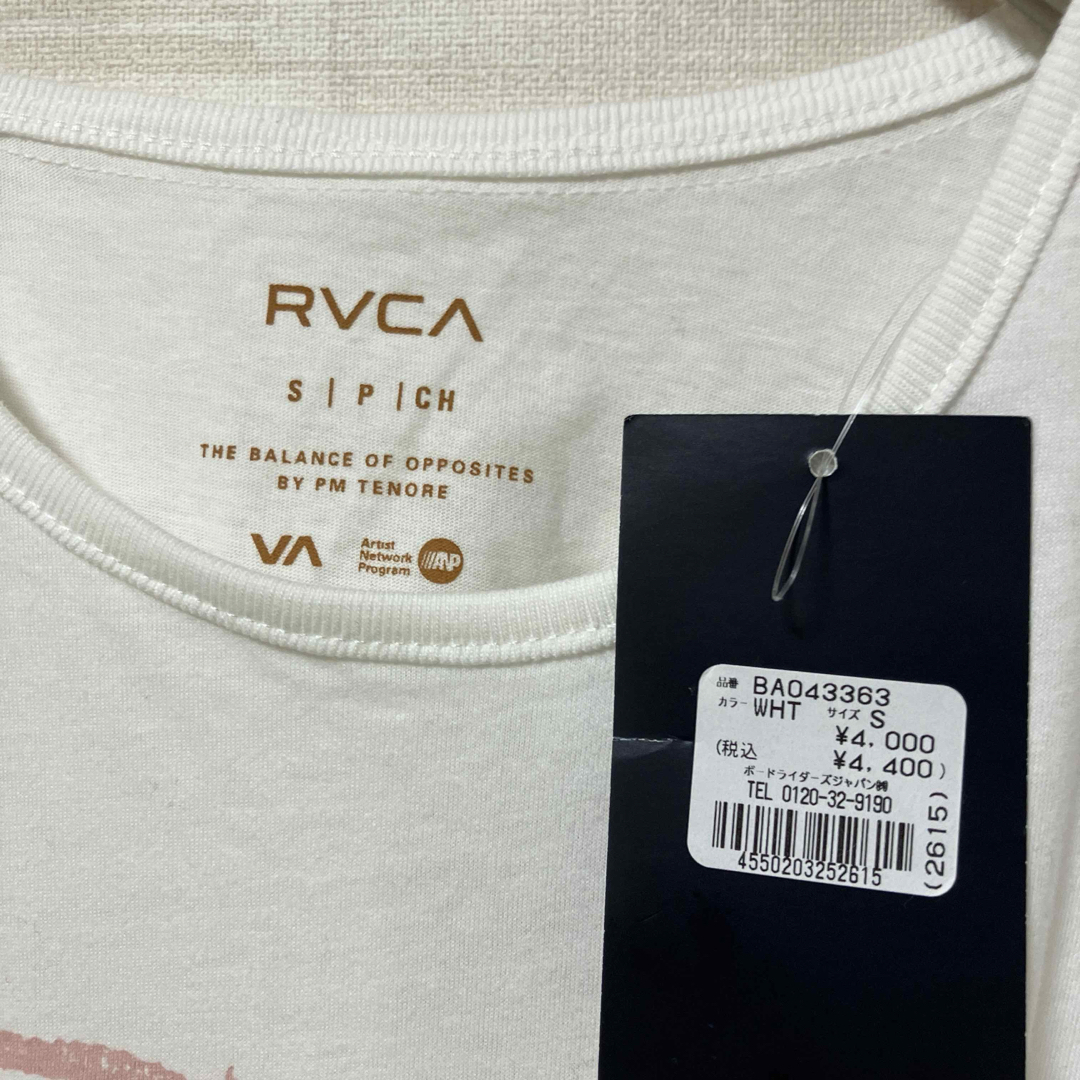 RVCA
S | P | CH
THE BALANCE OF OPPOSITES
BY PM TENORE
VA
Artist
Network
Program
ANP
品番 BA043363
カラー WHT サイズ S
¥4,000
(税込 ¥4,400)
ボードライダーズジャパン㈱
TEL 0120-32-9190
4550203252615
(2615)